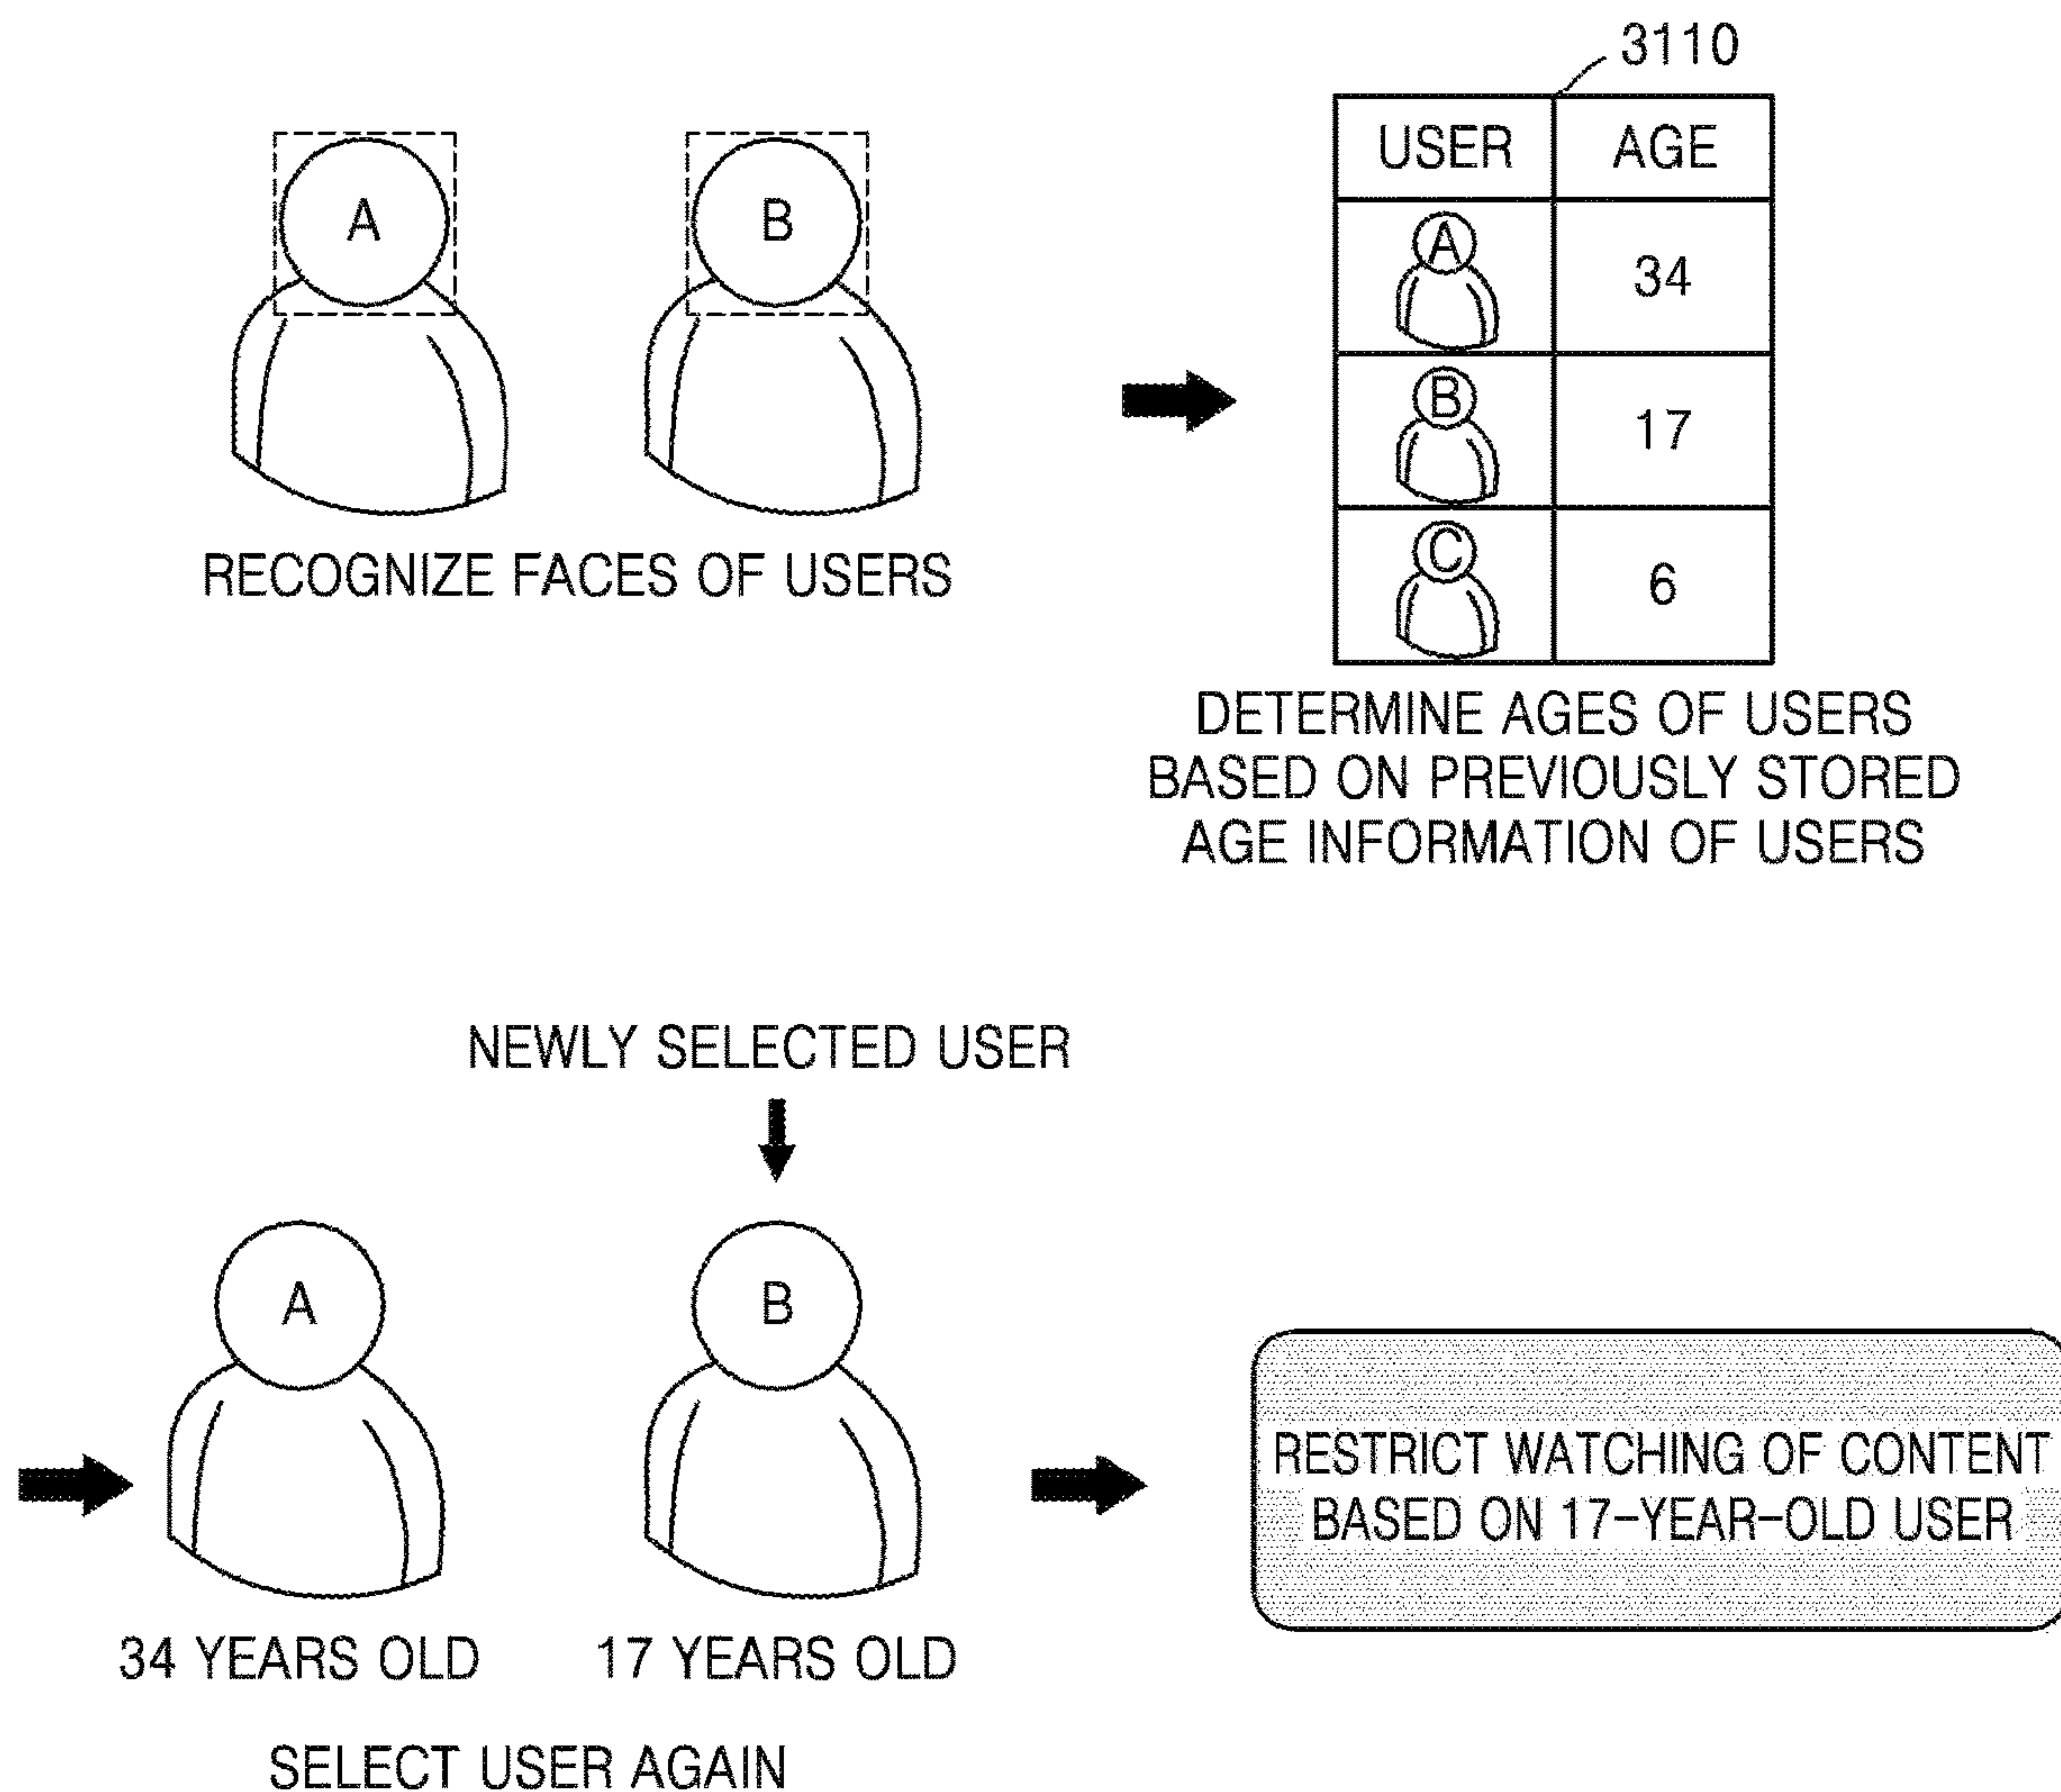 3110
A
B
USER AGE
A 34
B 17
C 6
RECOGNIZE FACES OF USERS
DETERMINE AGES OF USERS
BASED ON PREVIOUSLY STORED
AGE INFORMATION OF USERS
NEWLY SELECTED USER
A
B
RESTRICT WATCHING OF CONTENT
BASED ON 17-YEAR-OLD USER
34 YEARS OLD
17 YEARS OLD
SELECT USER AGAIN